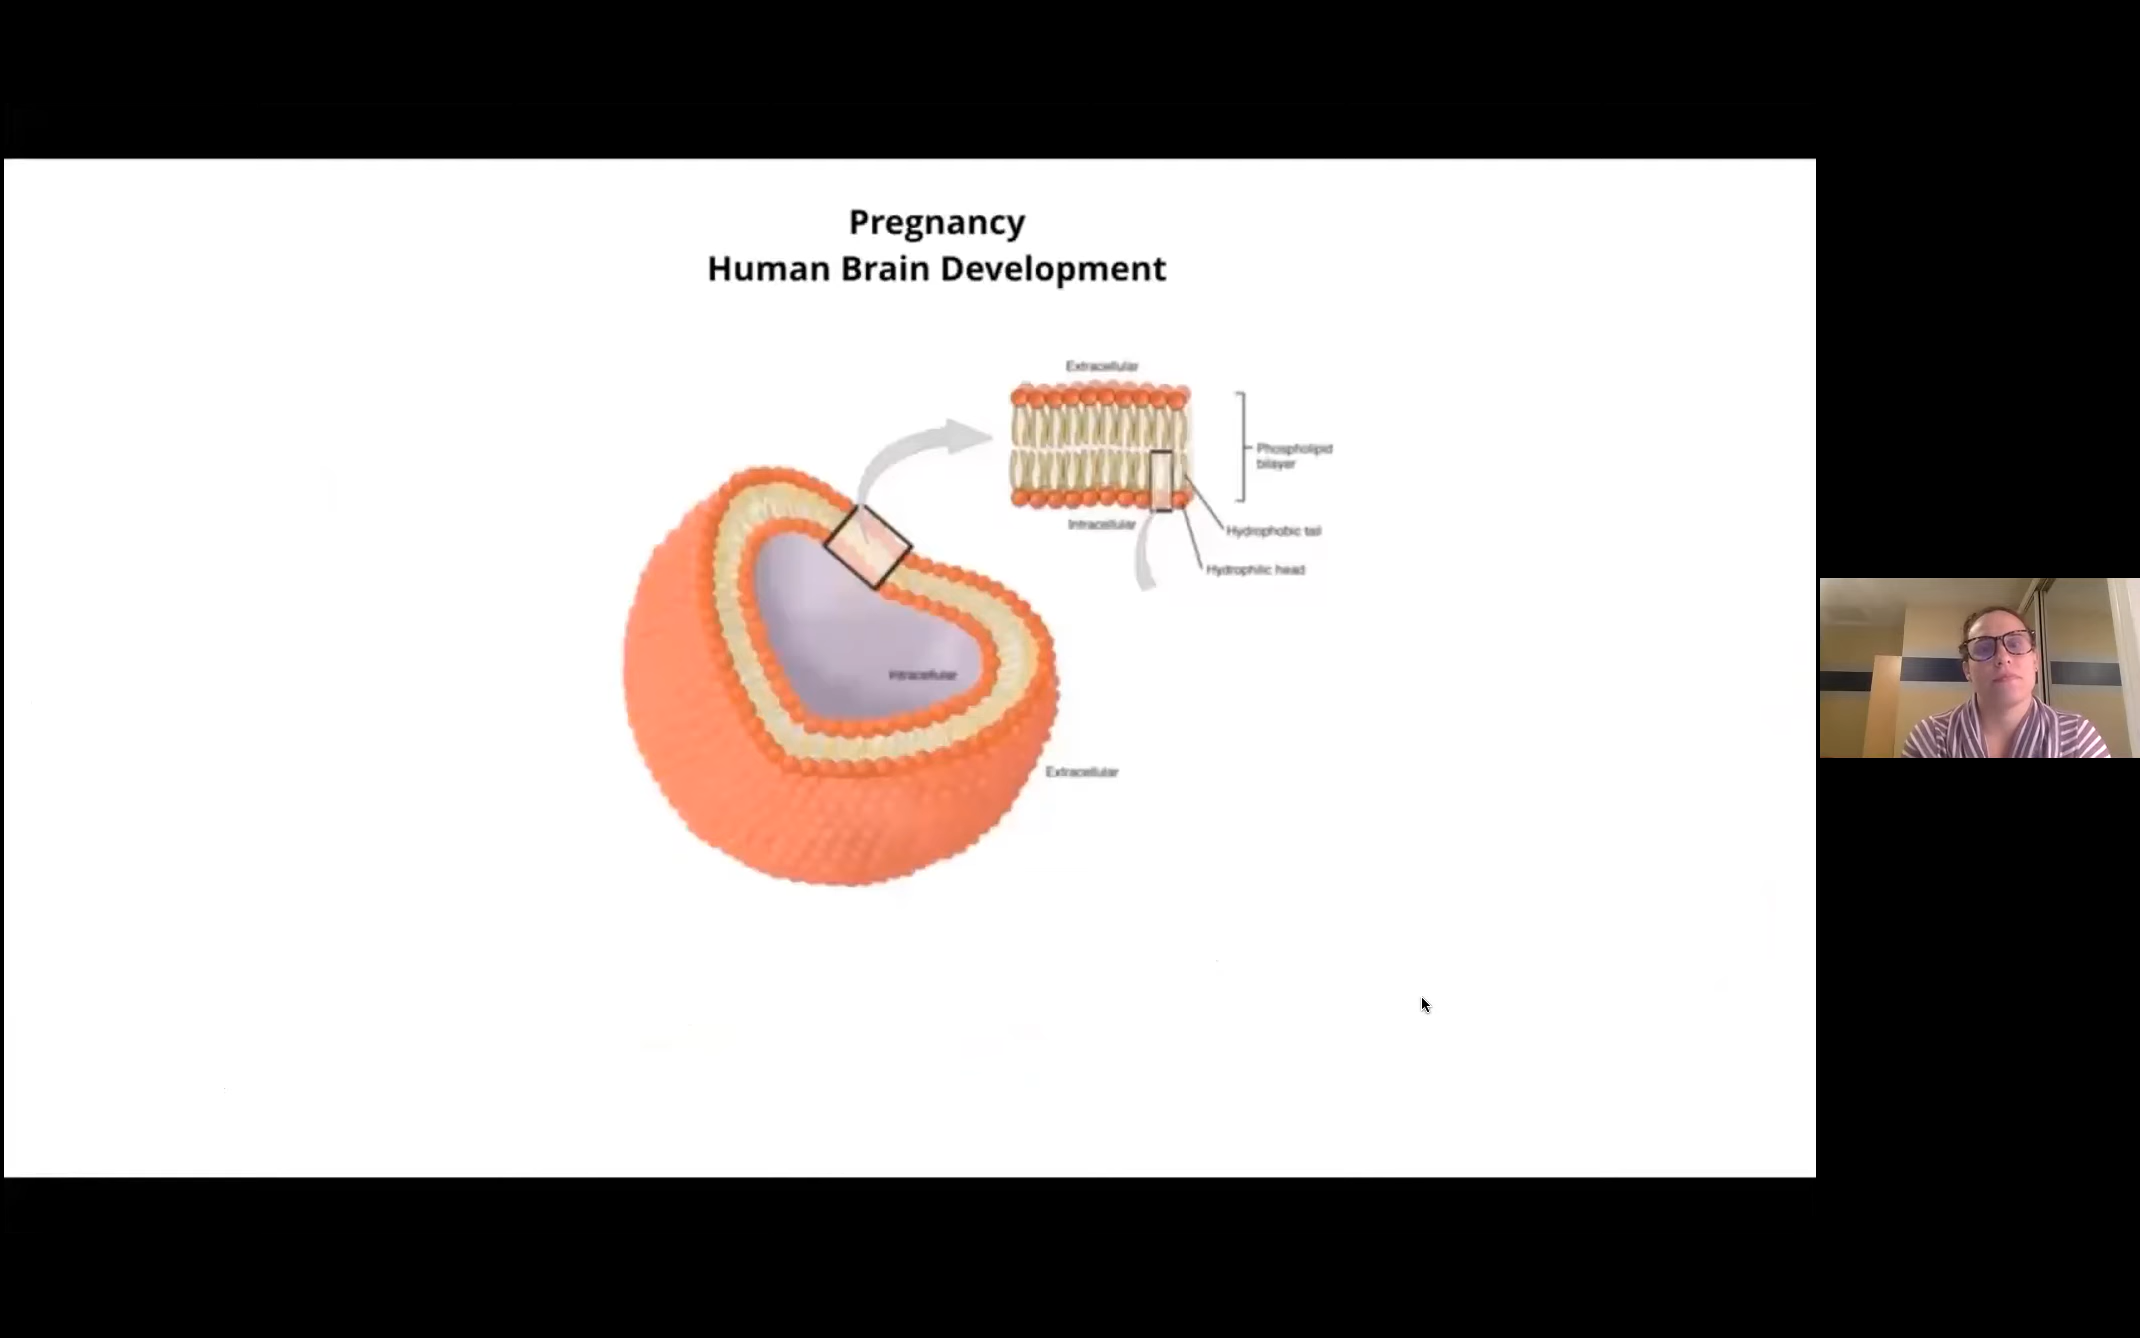 Pregnancy
Human Brain Development
Extracellular
Phospholipid
bilayer
Intracellular
Hydrophobic tail
Hydrophilic head
Intracellular
Extracellular